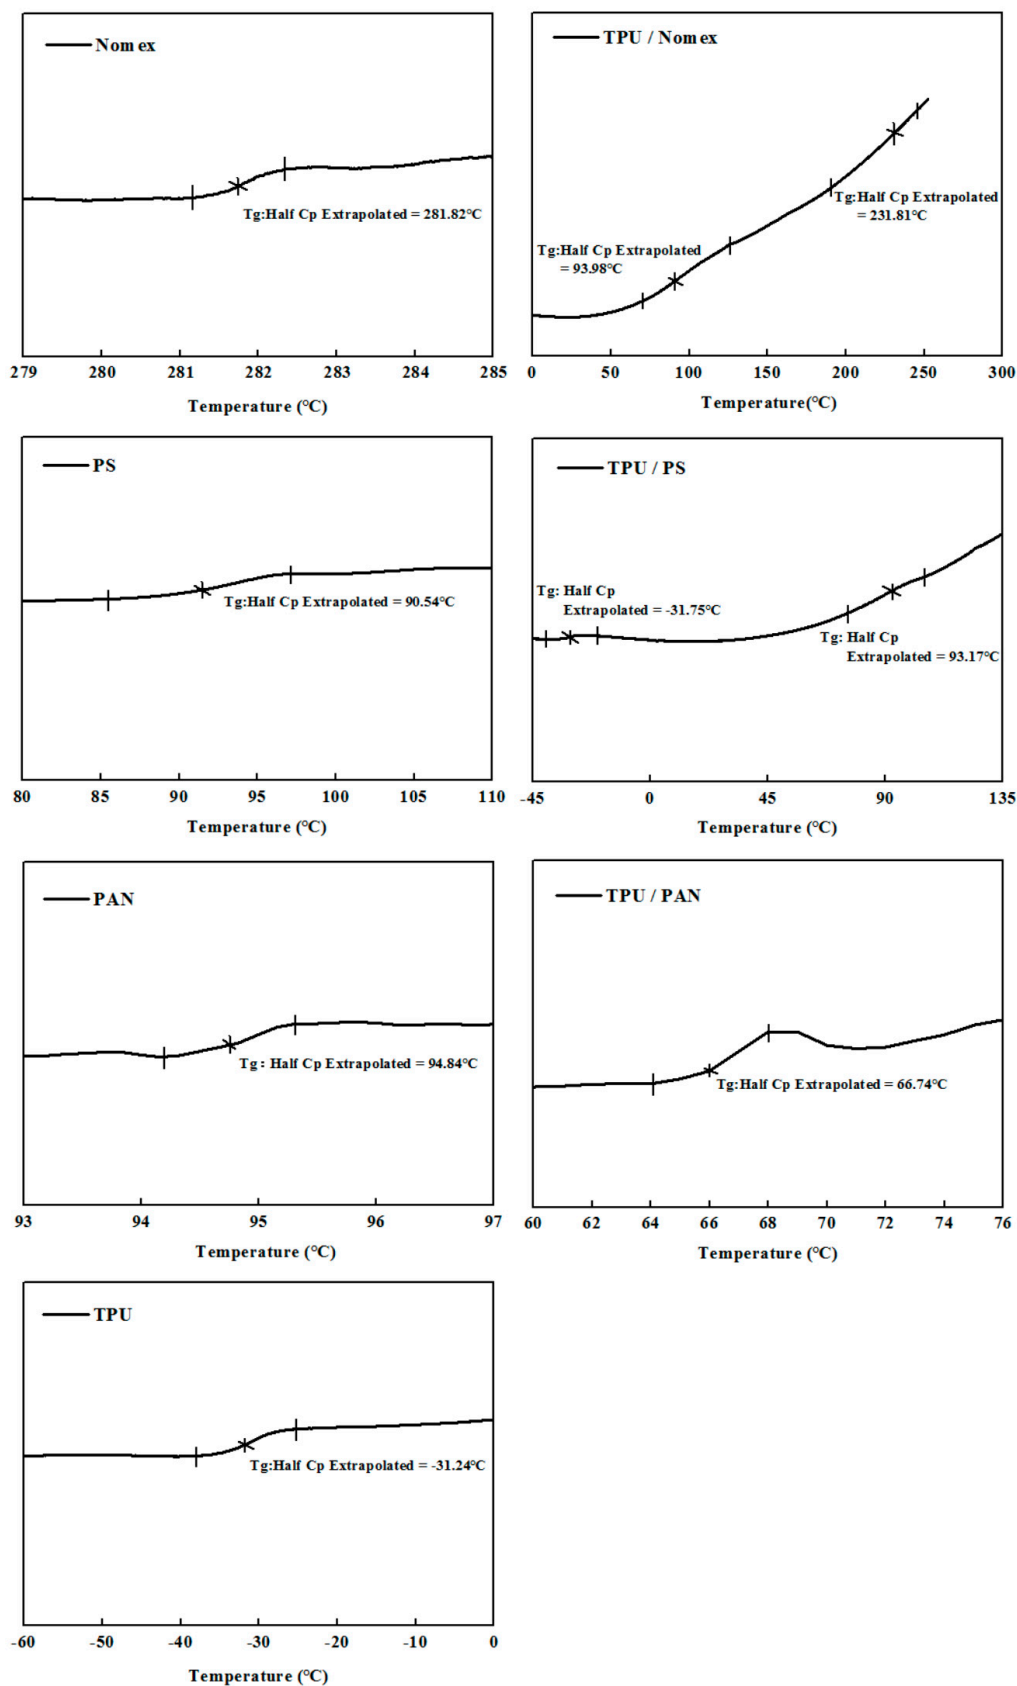 Nomex
Tg:Half Cp Extrapolated = 281.82°C
279 280 281 282 283 284 285
Temperature (°C)
TPU / Nomex
Tg:Half Cp Extrapolated
= 231.81°C
Tg:Half Cp Extrapolated
= 93.98°C
0 50 100 150 200 250 300
Temperature(°C)
PS
Tg:Half Cp Extrapolated = 90.54°C
80 85 90 95 100 105 110
Temperature (°C)
TPU / PS
Tg: Half Cp
Extrapolated = -31.75°C
Tg: Half Cp
Extrapolated = 93.17°C
-45 0 45 90 135
Temperature (°C)
PAN
Tg: Half Cp Extrapolated = 94.84°C
93 94 95 96 97
Temperature (°C)
TPU / PAN
Tg:Half Cp Extrapolated = 66.74°C
60 62 64 66 68 70 72 74 76
Temperature (°C)
TPU
Tg:Half Cp Extrapolated = -31.24°C
-60 -50 -40 -30 -20 -10 0
Temperature (°C)